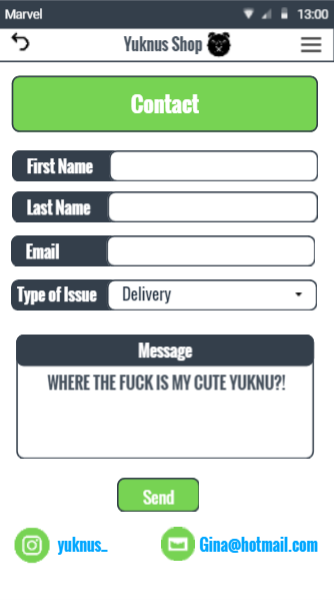 Marvel 13:00
Yuknus Shop
Contact
First Name
Last Name
Email
Type of Issue Delivery
Message
WHERE THE FUCK IS MY CUTE YUKNU?!
Send
yuknus_ Gina@hotmail.com